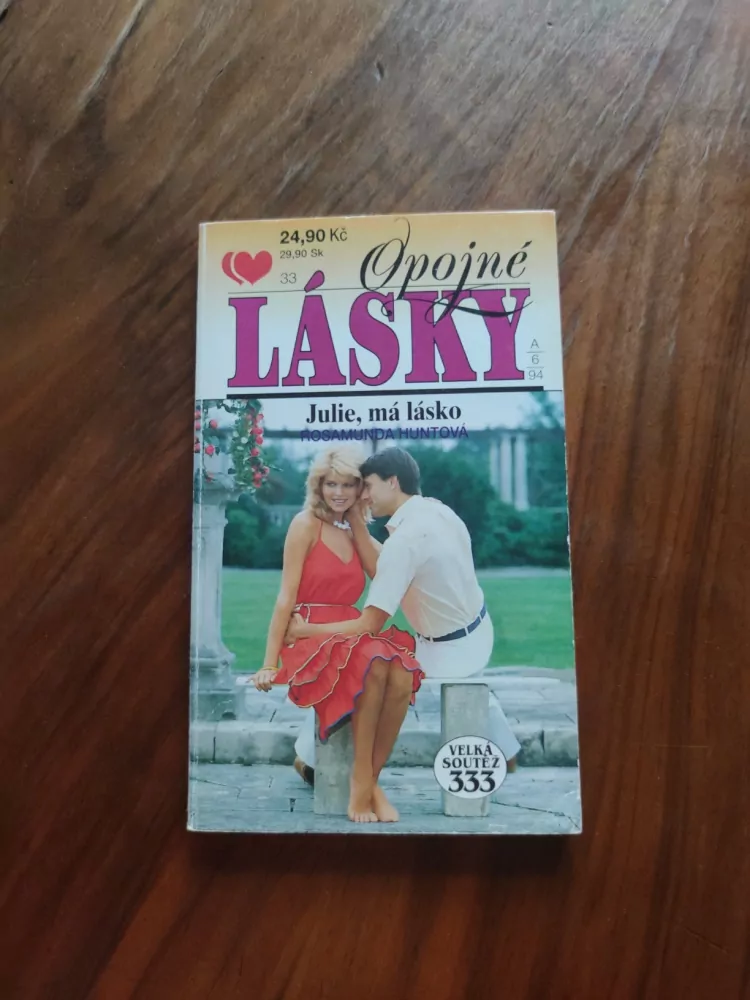 24,90 Kč
29,90 Sk
33
Opojné
LÁSKY
A
6
94
Julie, má lásko
ROSAMUNDA HUNTOVÁ
VELKÁ
SOUTĚŽ
333